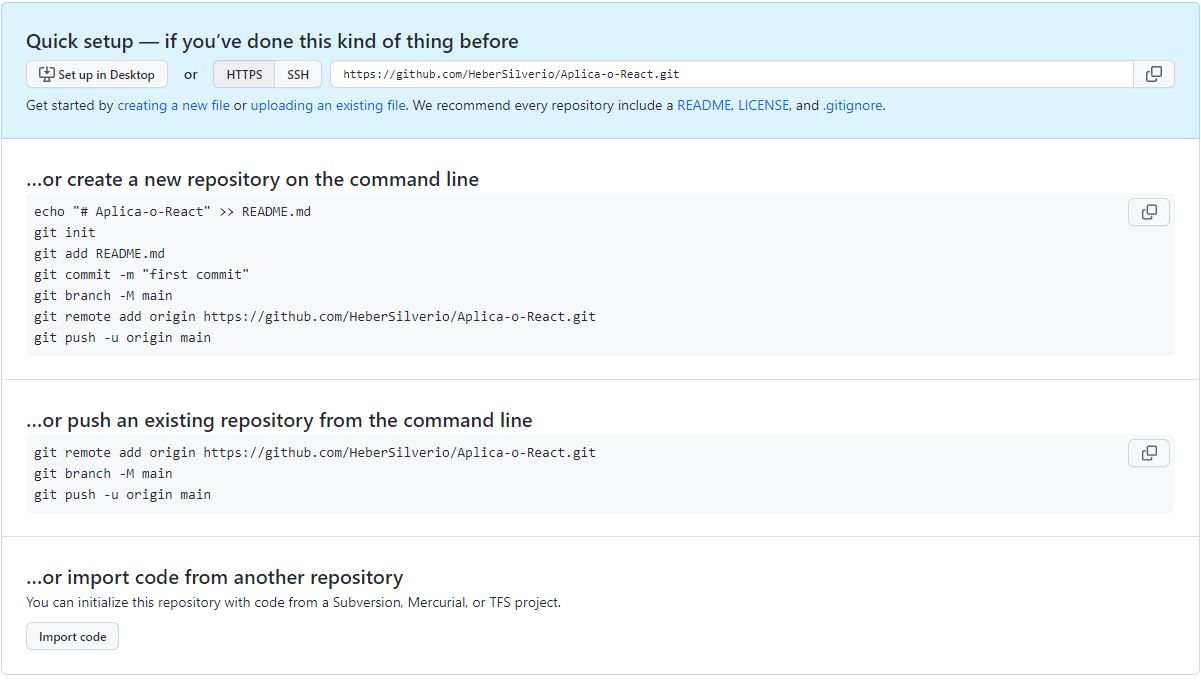 Quick setup — if you’ve done this kind of thing before
Set up in Desktop or HTTPS SSH https://github.com/HeberSilverio/Aplica-o-React.git
Get started by creating a new file or uploading an existing file. We recommend every repository include a README, LICENSE, and .gitignore.
…or create a new repository on the command line
echo "# Aplica-o-React" >> README.md
git init
git add README.md
git commit -m "first commit"
git branch -M main
git remote add origin https://github.com/HeberSilverio/Aplica-o-React.git
git push -u origin main
…or push an existing repository from the command line
git remote add origin https://github.com/HeberSilverio/Aplica-o-React.git
git branch -M main
git push -u origin main
…or import code from another repository
You can initialize this repository with code from a Subversion, Mercurial, or TFS project.
Import code